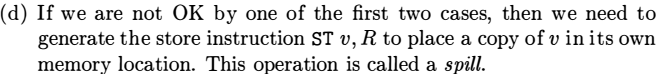 (d) If we are not OK by one of the first two cases, then we need to
generate the store instruction ST v, R to place a copy of v in its own
memory location. This operation is called a spill.